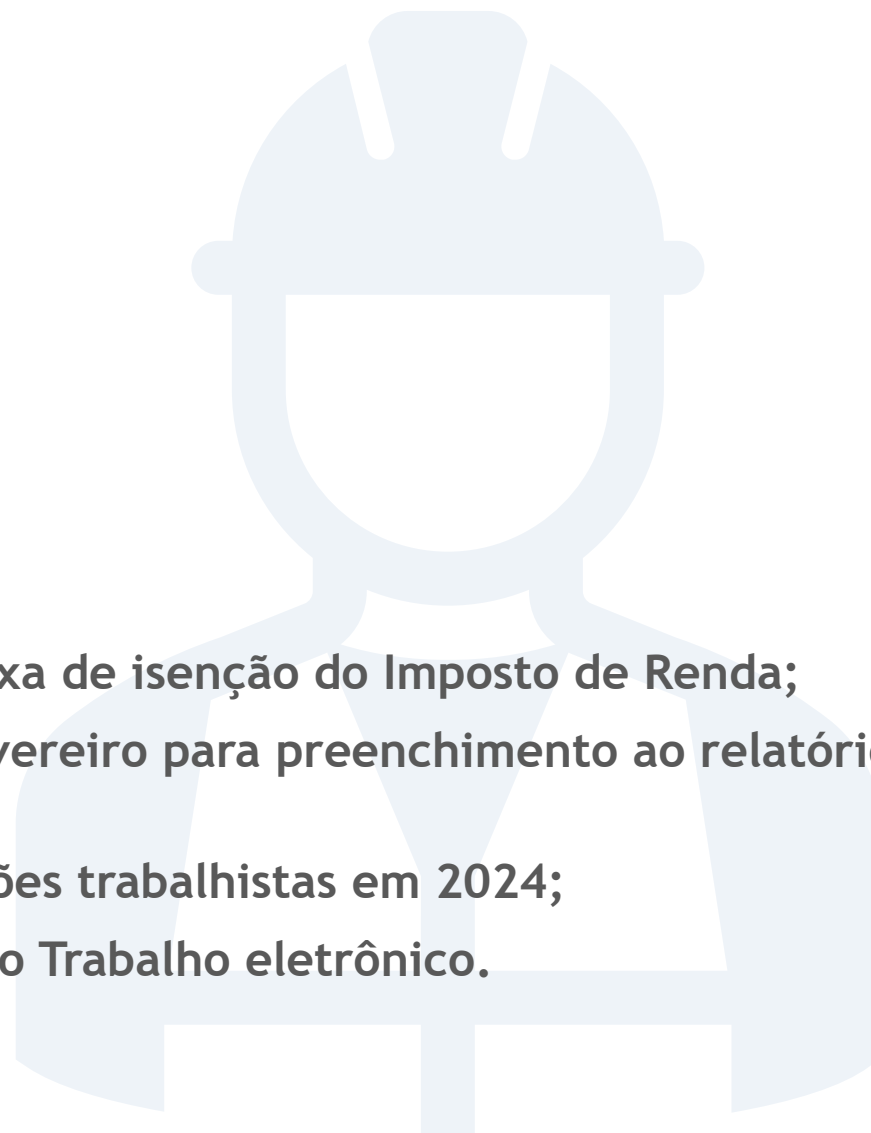 xa de isenção do Imposto de Renda;
vereiro para preenchimento ao relatóri
ões trabalhistas em 2024;
o Trabalho eletrônico.